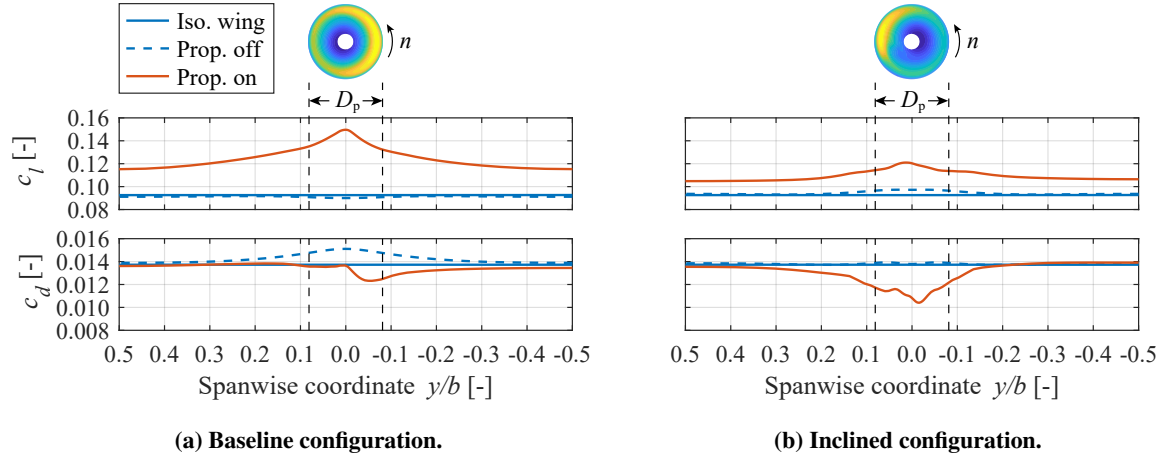 Iso. wing
Prop. off
Prop. on
n
D_p
0.16
0.14
0.12
0.10
0.08
c_l [-]
0.016
0.014
0.012
0.010
0.008
c_d [-]
0.5 0.4 0.3 0.2 0.1 0.0 -0.1 -0.2 -0.3 -0.4 -0.5
Spanwise coordinate y/b [-]
(a) Baseline configuration.
n
D_p
0.5 0.4 0.3 0.2 0.1 0.0 -0.1 -0.2 -0.3 -0.4 -0.5
Spanwise coordinate y/b [-]
(b) Inclined configuration.